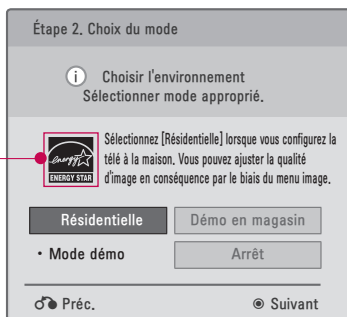 Étape 2. Choix du mode
i Choisir l'environnement
Sélectionner mode approprié.
energy
ENERGY STAR
Sélectionnez [Résidentielle] lorsque vous configurez la
télé à la maison. Vous pouvez ajuster la qualité
d'image en conséquence par le biais du menu image.
Résidentielle Démo en magasin
• Mode démo Arrêt
Préc. Suivant